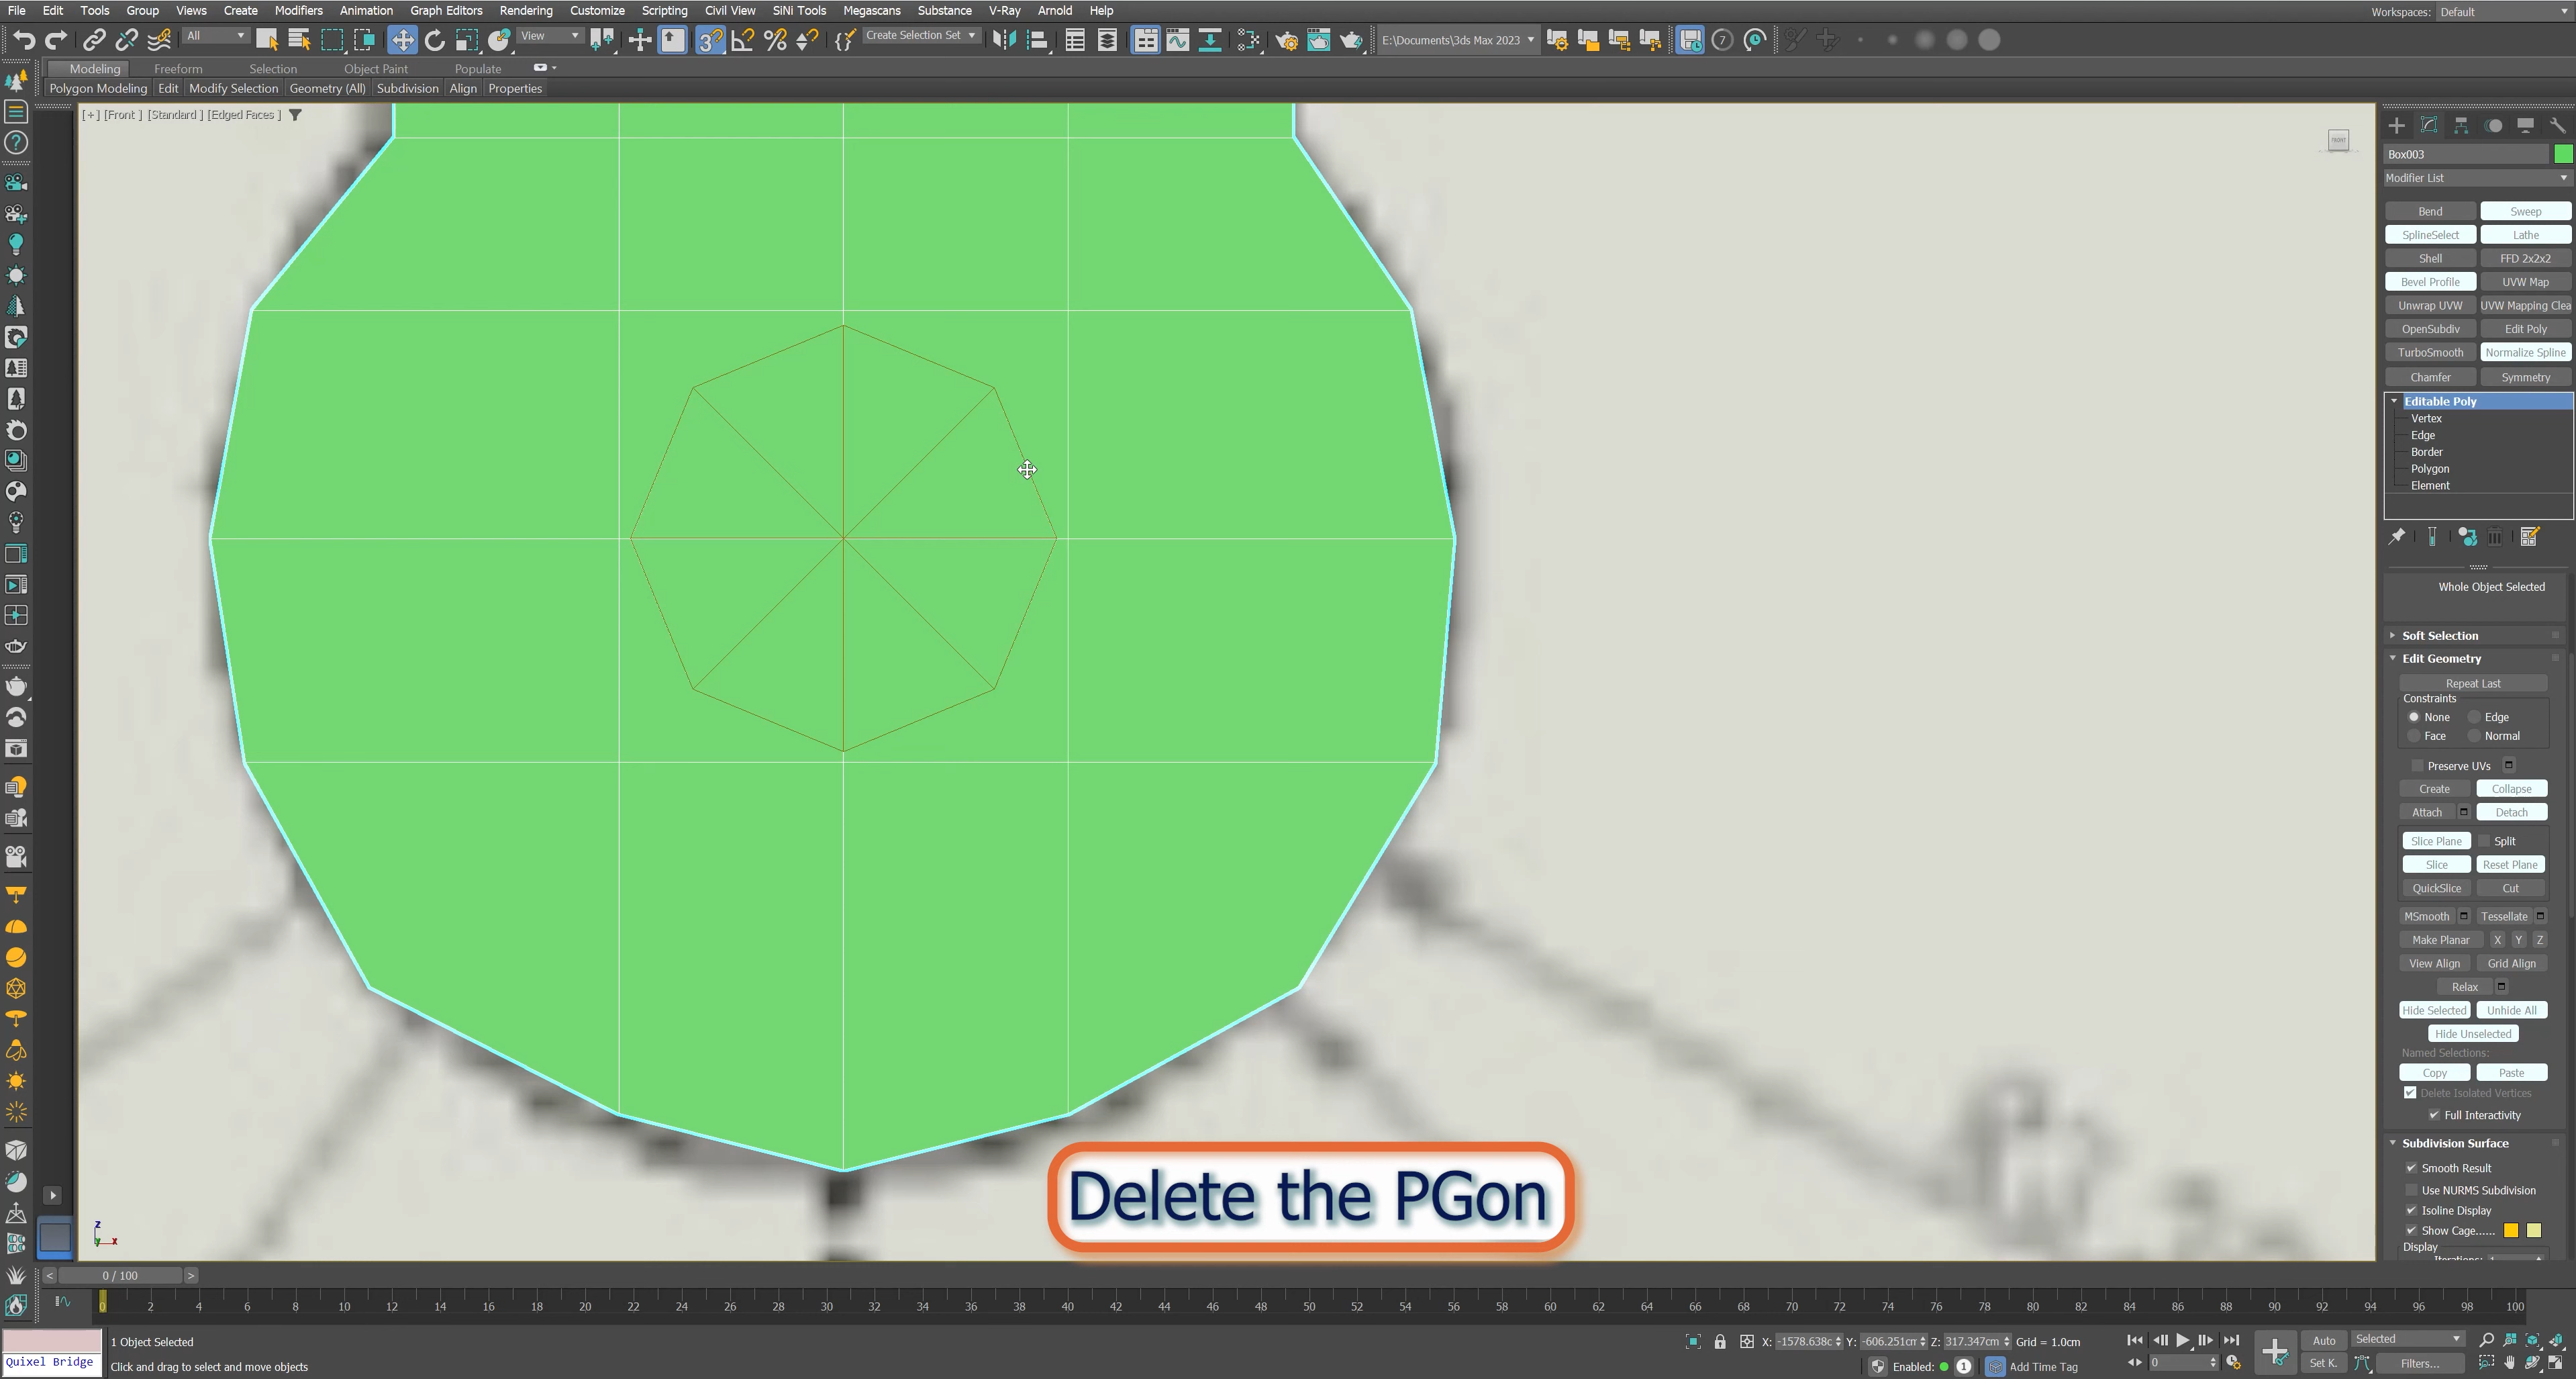 File Edit Tools Group Views Create Modifiers Animation Graph Editors Rendering Customize Scripting Civil View SiNi Tools Megascans Substance V-Ray Arnold Help Workspaces: Default
All View Create Selection Set E:\Documents\3ds Max 2023 7
Modeling Freeform Selection Object Paint Populate
Polygon Modeling Edit Modify Selection Geometry (All) Subdivision Align Properties
[+] [Front ] [Standard ] [Edged Faces ]
FRONT
Box003
Modifier List
Bend Sweep
SplineSelect Lathe
Shell FFD 2x2x2
Bevel Profile UVW Map
Unwrap UVW UVW Mapping Clea
OpenSubdiv Edit Poly
TurboSmooth Normalize Spline
Chamfer Symmetry
Editable Poly
Vertex
Edge
Border
Polygon
Element
Whole Object Selected
Soft Selection
Edit Geometry
Repeat Last
Constraints
None Edge
Face Normal
Preserve UVs
Create Collapse
Attach Detach
Slice Plane Split
Slice Reset Plane
QuickSlice Cut
MSmooth Tessellate
Make Planar X Y Z
View Align Grid Align
Relax
Hide Selected Unhide All
Hide Unselected
Named Selections:
Copy Paste
Delete Isolated Vertices
Full Interactivity
Subdivision Surface
Smooth Result
Use NURMS Subdivision
Isoline Display
Show Cage......
Display
Delete the PGon
z
y x
< 0 / 100 >
0 2 4 6 8 10 12 14 16 18 20 22 24 26 28 30 32 34 36 38 40 42 44 46 48 50 52 54 56 58 60 62 64 66 68 70 72 74 76 78 80 82 84 86 88 90 92 94 96 98 100
1 Object Selected X: -1578.638c Y: -606.251cm Z: 317.347cm Grid = 1.0cm Auto Selected
Quixel Bridge Click and drag to select and move objects Enabled: 1 Add Time Tag 0 Set K. Filters...